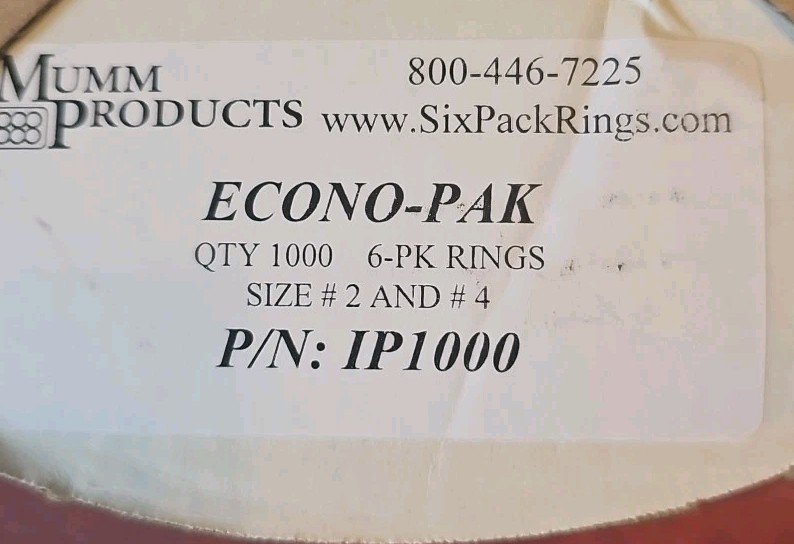 MUMM
PRODUCTS
800-446-7225
www.SixPackRings.com
ECONO-PAK
QTY 1000 6-PK RINGS
SIZE # 2 AND # 4
P/N: IP1000